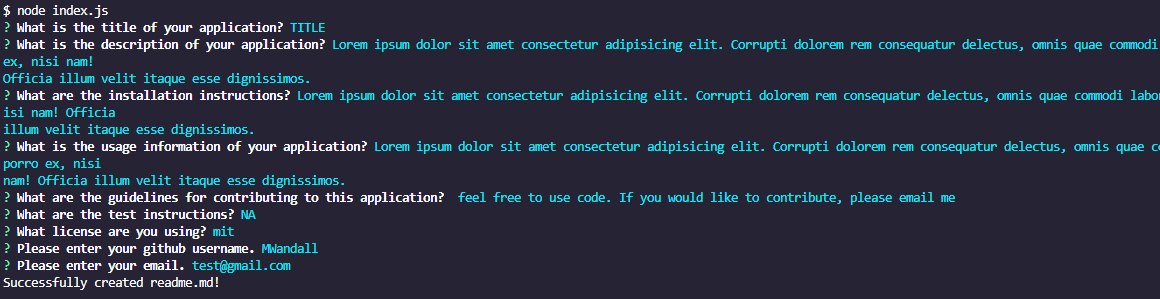 $ node index.js
? What is the title of your application? TITLE
? What is the description of your application? Lorem ipsum dolor sit amet consectetur adipisicing elit. Corrupti dolorem rem consequatur delectus, omnis quae commodi
ex, nisi nam!
Officia illum velit itaque esse dignissimos.
? What are the installation instructions? Lorem ipsum dolor sit amet consectetur adipisicing elit. Corrupti dolorem rem consequatur delectus, omnis quae commodi
isi nam! Officia
illum velit itaque esse dignissimos.
? What is the usage information of your application? Lorem ipsum dolor sit amet consectetur adipisicing elit. Corrupti dolorem rem consequatur delectus, omnis quae
porro ex, nisi
nam! Officia illum velit itaque esse dignissimos.
? What are the guidelines for contributing to this application? feel free to use code. If you would like to contribute, please email me
? What are the test instructions? NA
? What license are you using? mit
? Please enter your github username. MWandall
? Please enter your email. test@gmail.com
Successfully created readme.md!